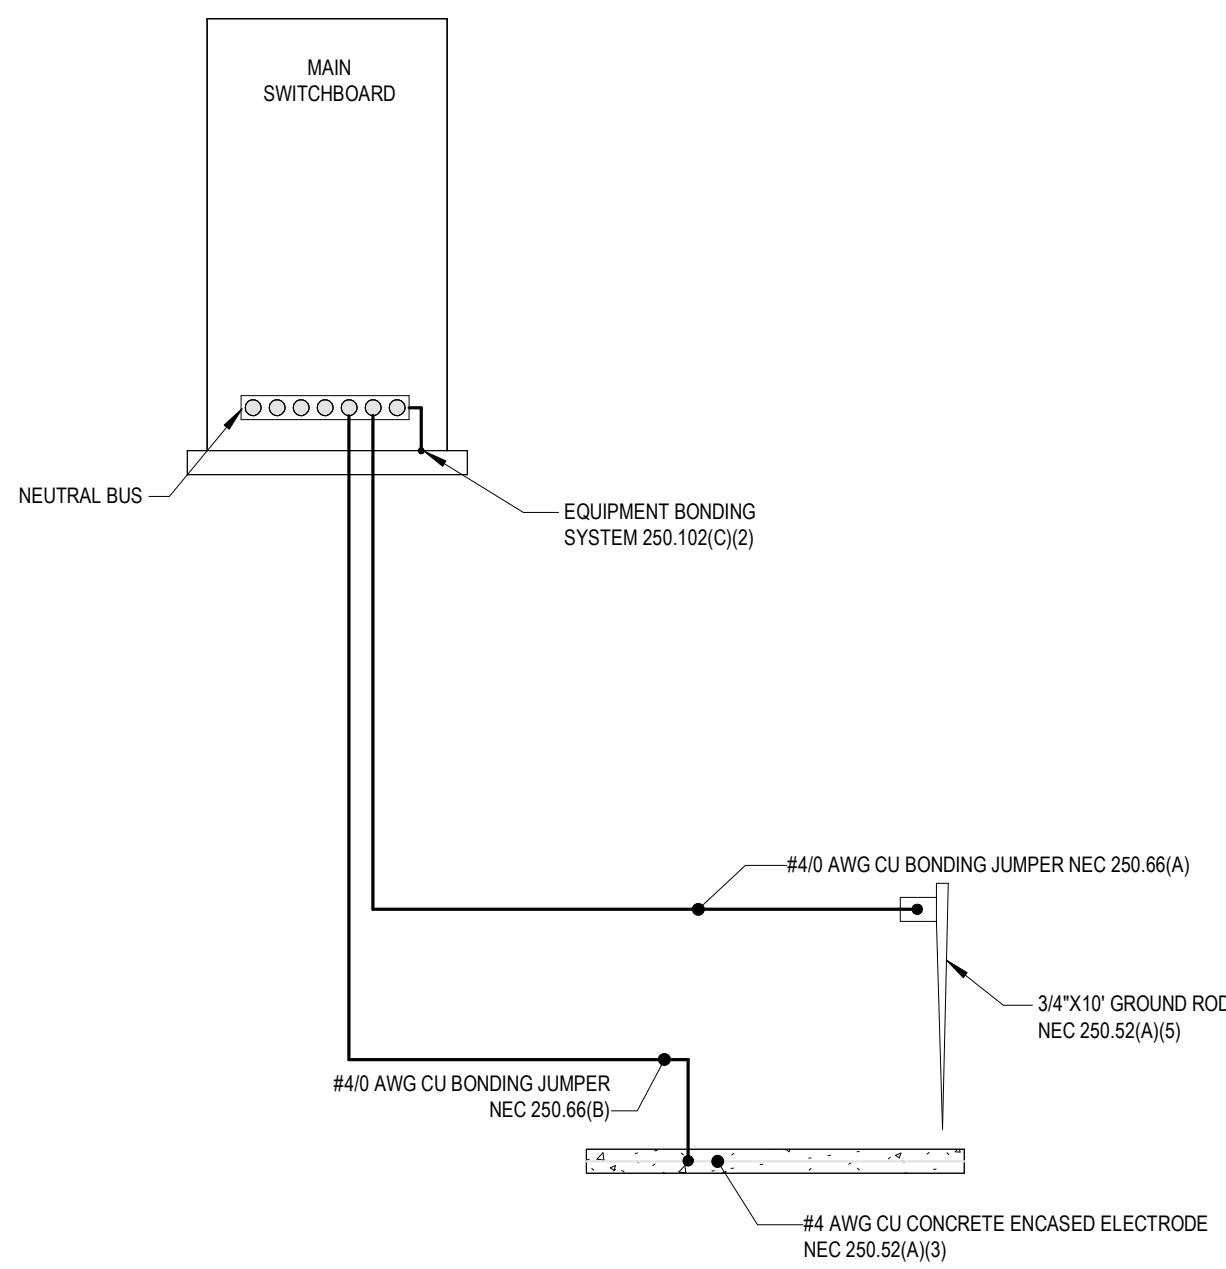 MAIN
SWITCHBOARD
NEUTRAL BUS
EQUIPMENT BONDING
SYSTEM 250.102(C)(2)
#4/0 AWG CU BONDING JUMPER NEC 250.66(A)
3/4"X10' GROUND ROD
NEC 250.52(A)(5)
#4/0 AWG CU BONDING JUMPER
NEC 250.66(B)
#4 AWG CU CONCRETE ENCASED ELECTRODE
NEC 250.52(A)(3)